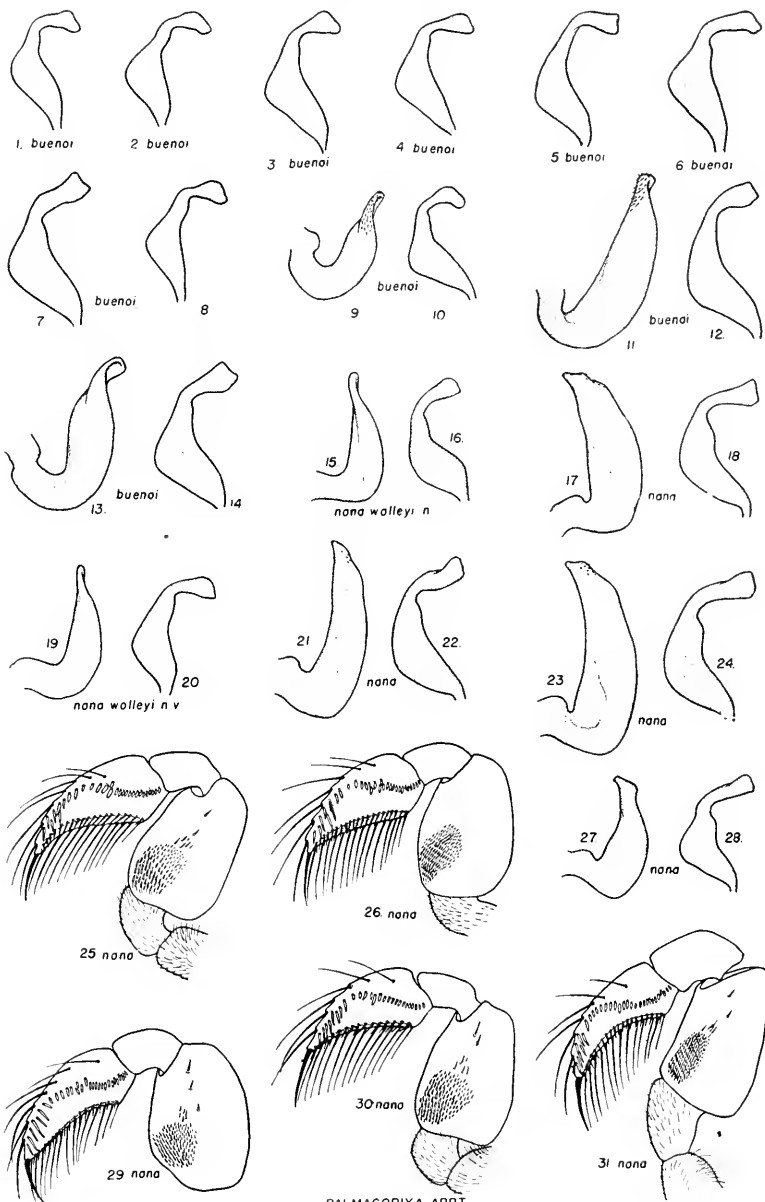 1. buenoi
2 buenoi
3 buenoi
4 buenoi
5 buenoi
6 buenoi
7
buenoi
8
9
buenoi
10.
11
buenoi
12.
13.
buenoi
14
15
nana walleyi n
16.
17
nana
18
19
nana walleyi n v
20
21
nana
22.
23
nana
24.
25 nana
26. nana
27
nana
28.
29 nana
30 nana
31 nana